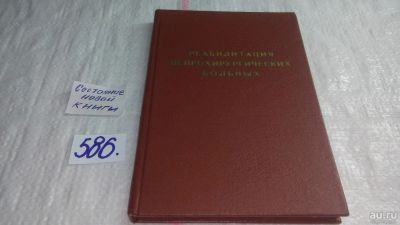 РЕАБИЛИТАЦИЯ
НЕЙРОХИРУРГИЧЕСКИХ
БОЛЬНЫХ
Состояние
новой
книги
586.
au.ru